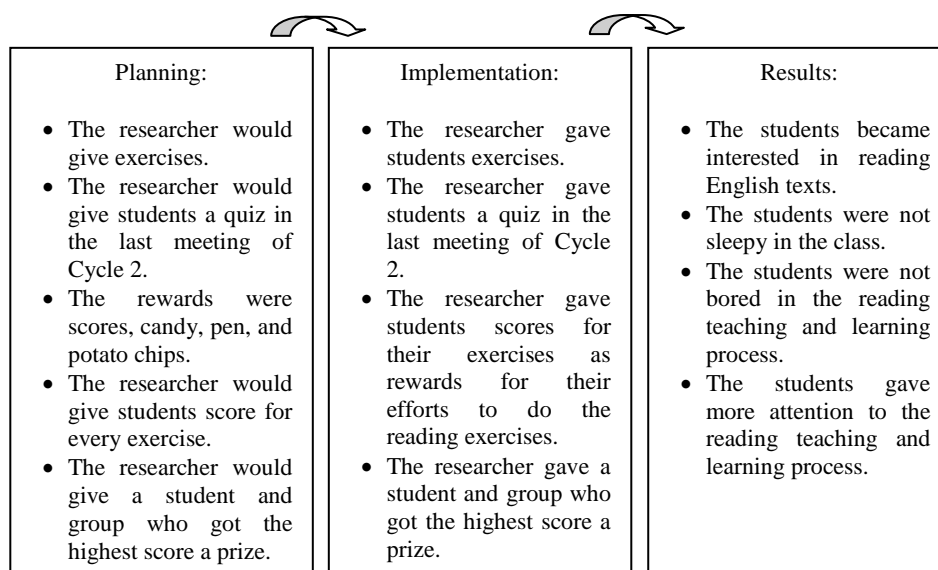 Planning:
• The researcher would
give exercises.
• The researcher would
give students a quiz in
the last meeting of
Cycle 2.
• The rewards were
scores, candy, pen, and
potato chips.
• The researcher would
give students score for
every exercise.
• The researcher would
give a student and
group who got the
highest score a prize.
Implementation:
• The researcher gave
students exercises.
• The researcher gave
students a quiz in the
last meeting of Cycle
2.
• The researcher gave
students scores for
their exercises as
rewards for their
efforts to do the
reading exercises.
• The researcher gave a
student and group who
got the highest score a
prize.
Results:
• The students became
interested in reading
English texts.
• The students were not
sleepy in the class.
• The students were not
bored in the reading
teaching and learning
process.
• The students gave
more attention to the
reading teaching and
learning process.